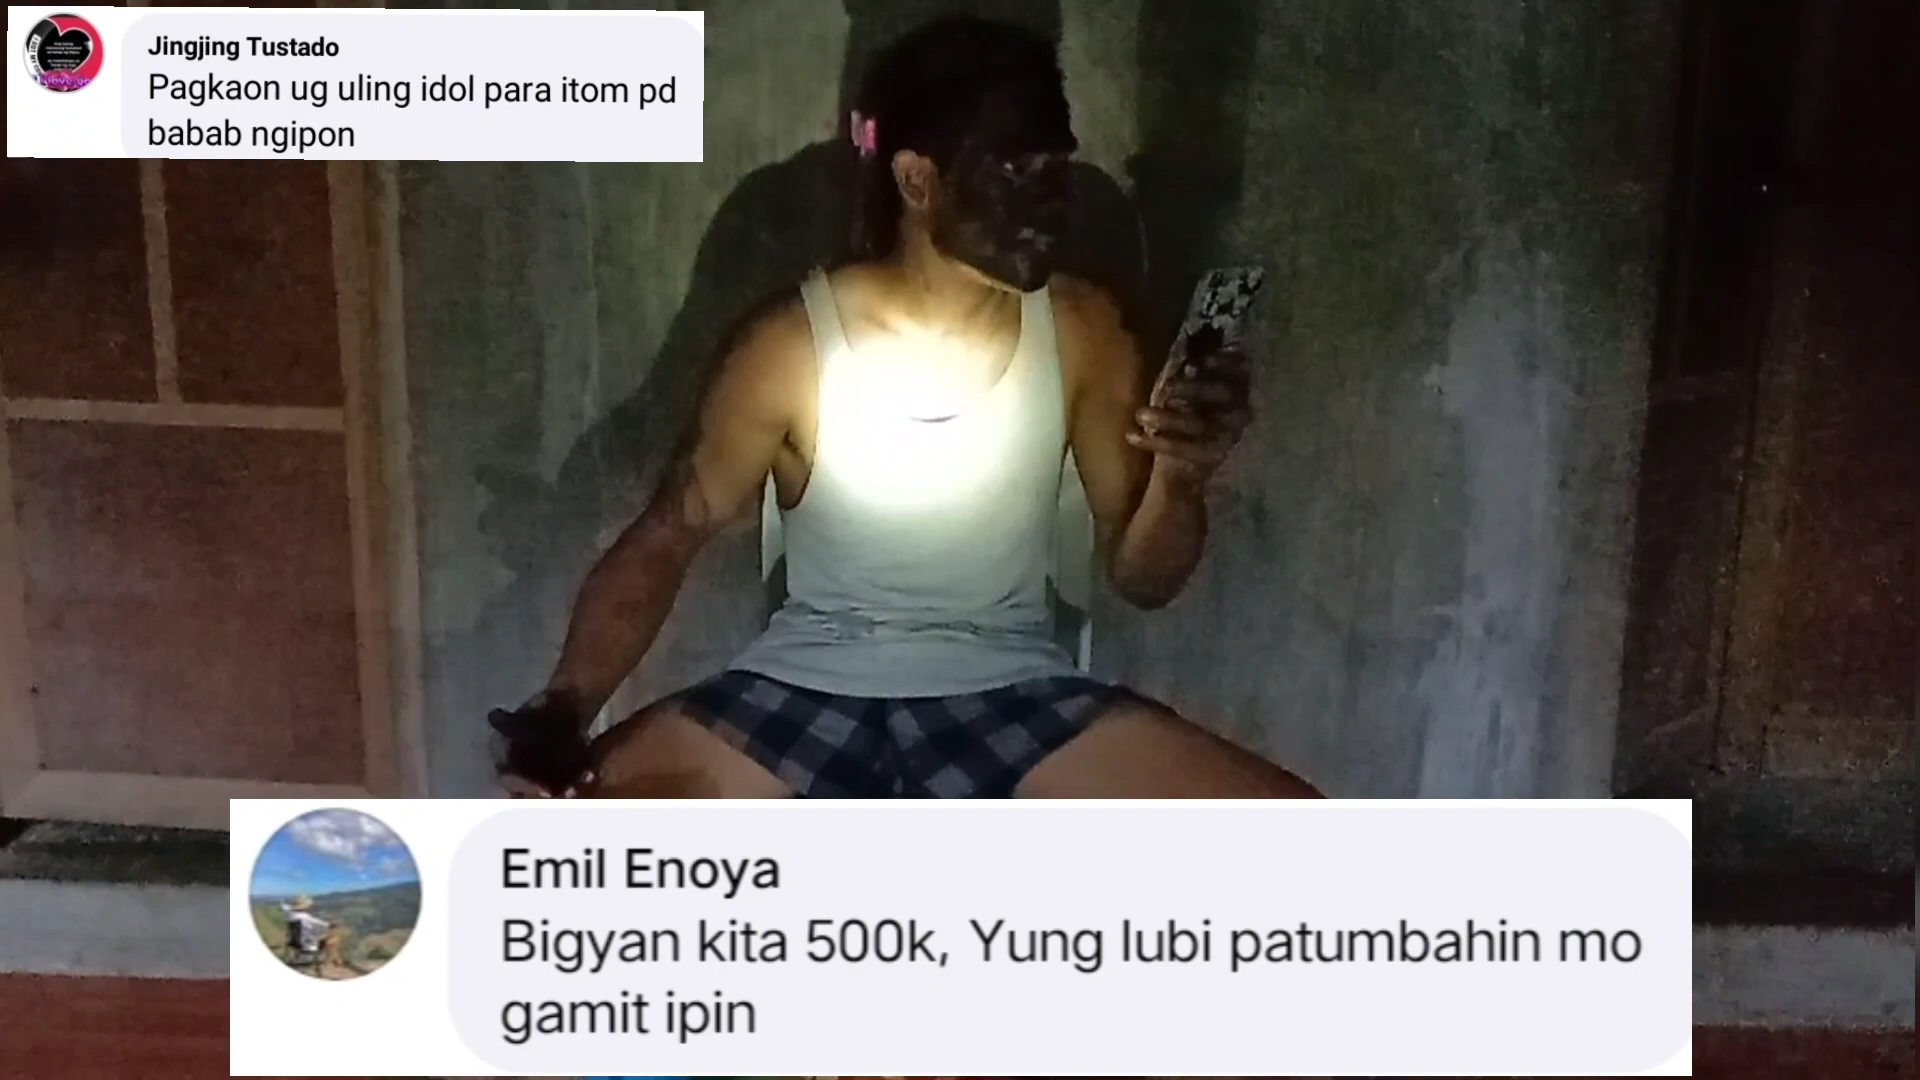 Jingjing Tustado
Pagkaon ug uling idol para itom pd
babab ngipon
Emil Enoya
Bigyan kita 500k, Yung lubi patumbahin mo
gamit ipin